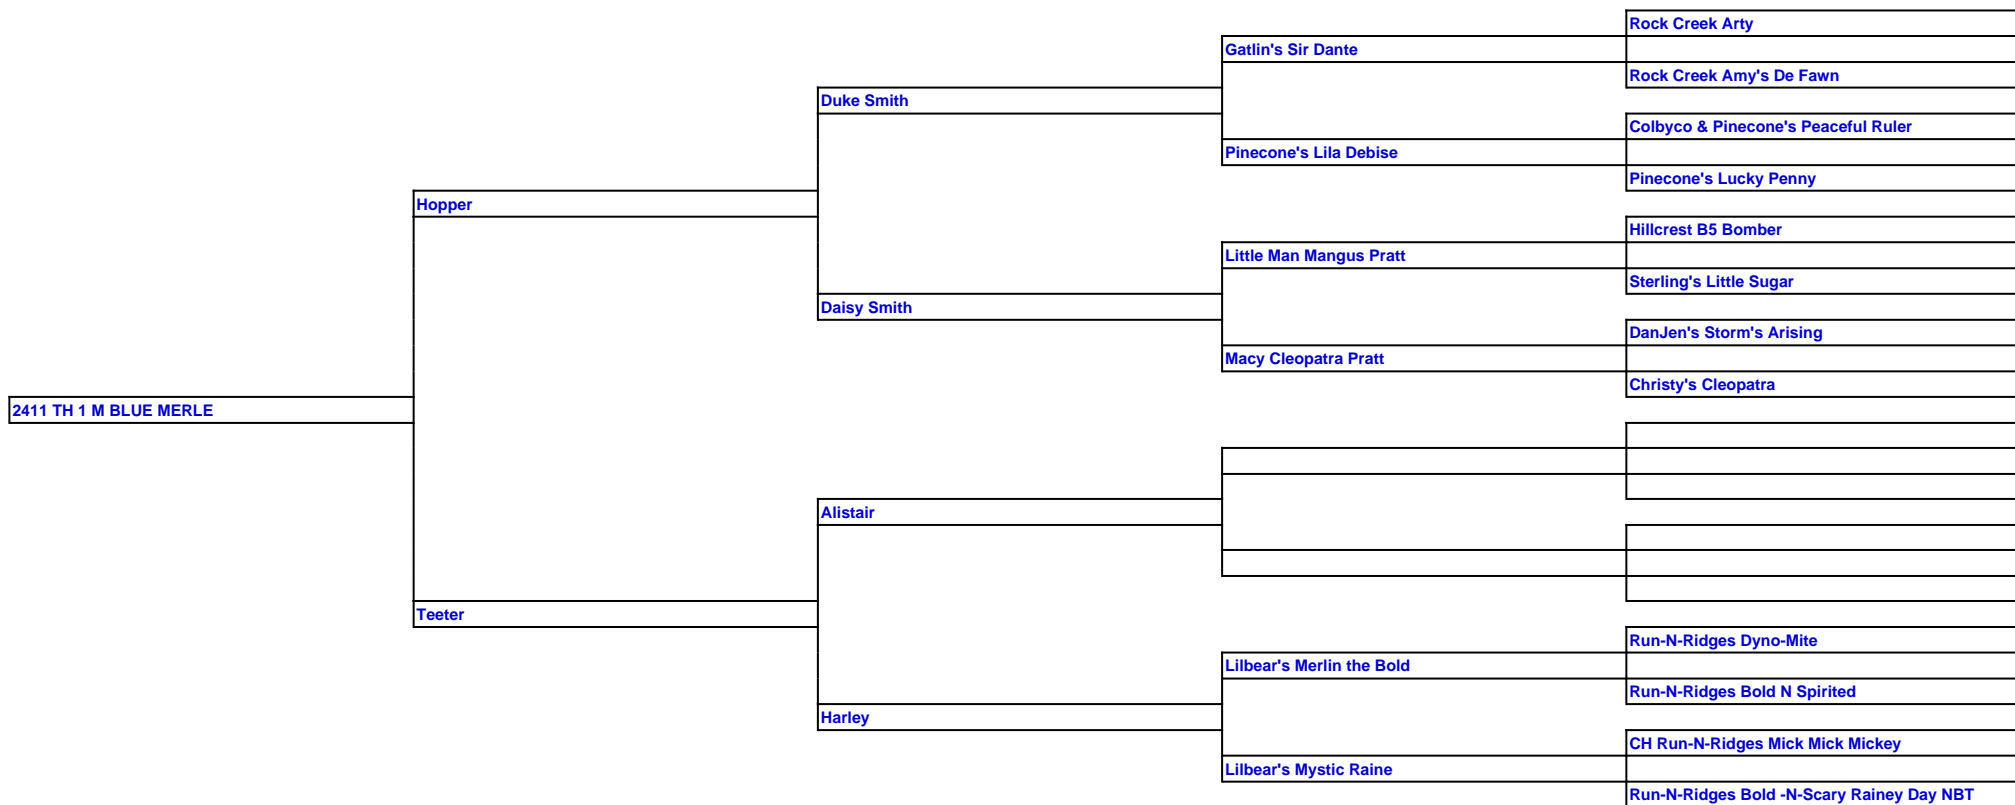 Rock Creek Arty
Gatlin's Sir Dante
Rock Creek Amy's De Fawn
Duke Smith
Colbyco & Pinecone's Peaceful Ruler
Pinecone's Lila Debise
Pinecone's Lucky Penny
Hopper
Hillcrest B5 Bomber
Little Man Mangus Pratt
Sterling's Little Sugar
Daisy Smith
DanJen's Storm's Arising
Macy Cleopatra Pratt
Christy's Cleopatra
2411 TH 1 M BLUE MERLE
Alistair
Teeter
Run-N-Ridges Dyno-Mite
Lilbear's Merlin the Bold
Run-N-Ridges Bold N Spirited
Harley
CH Run-N-Ridges Mick Mick Mickey
Lilbear's Mystic Raine
Run-N-Ridges Bold -N-Scary Rainey Day NBT